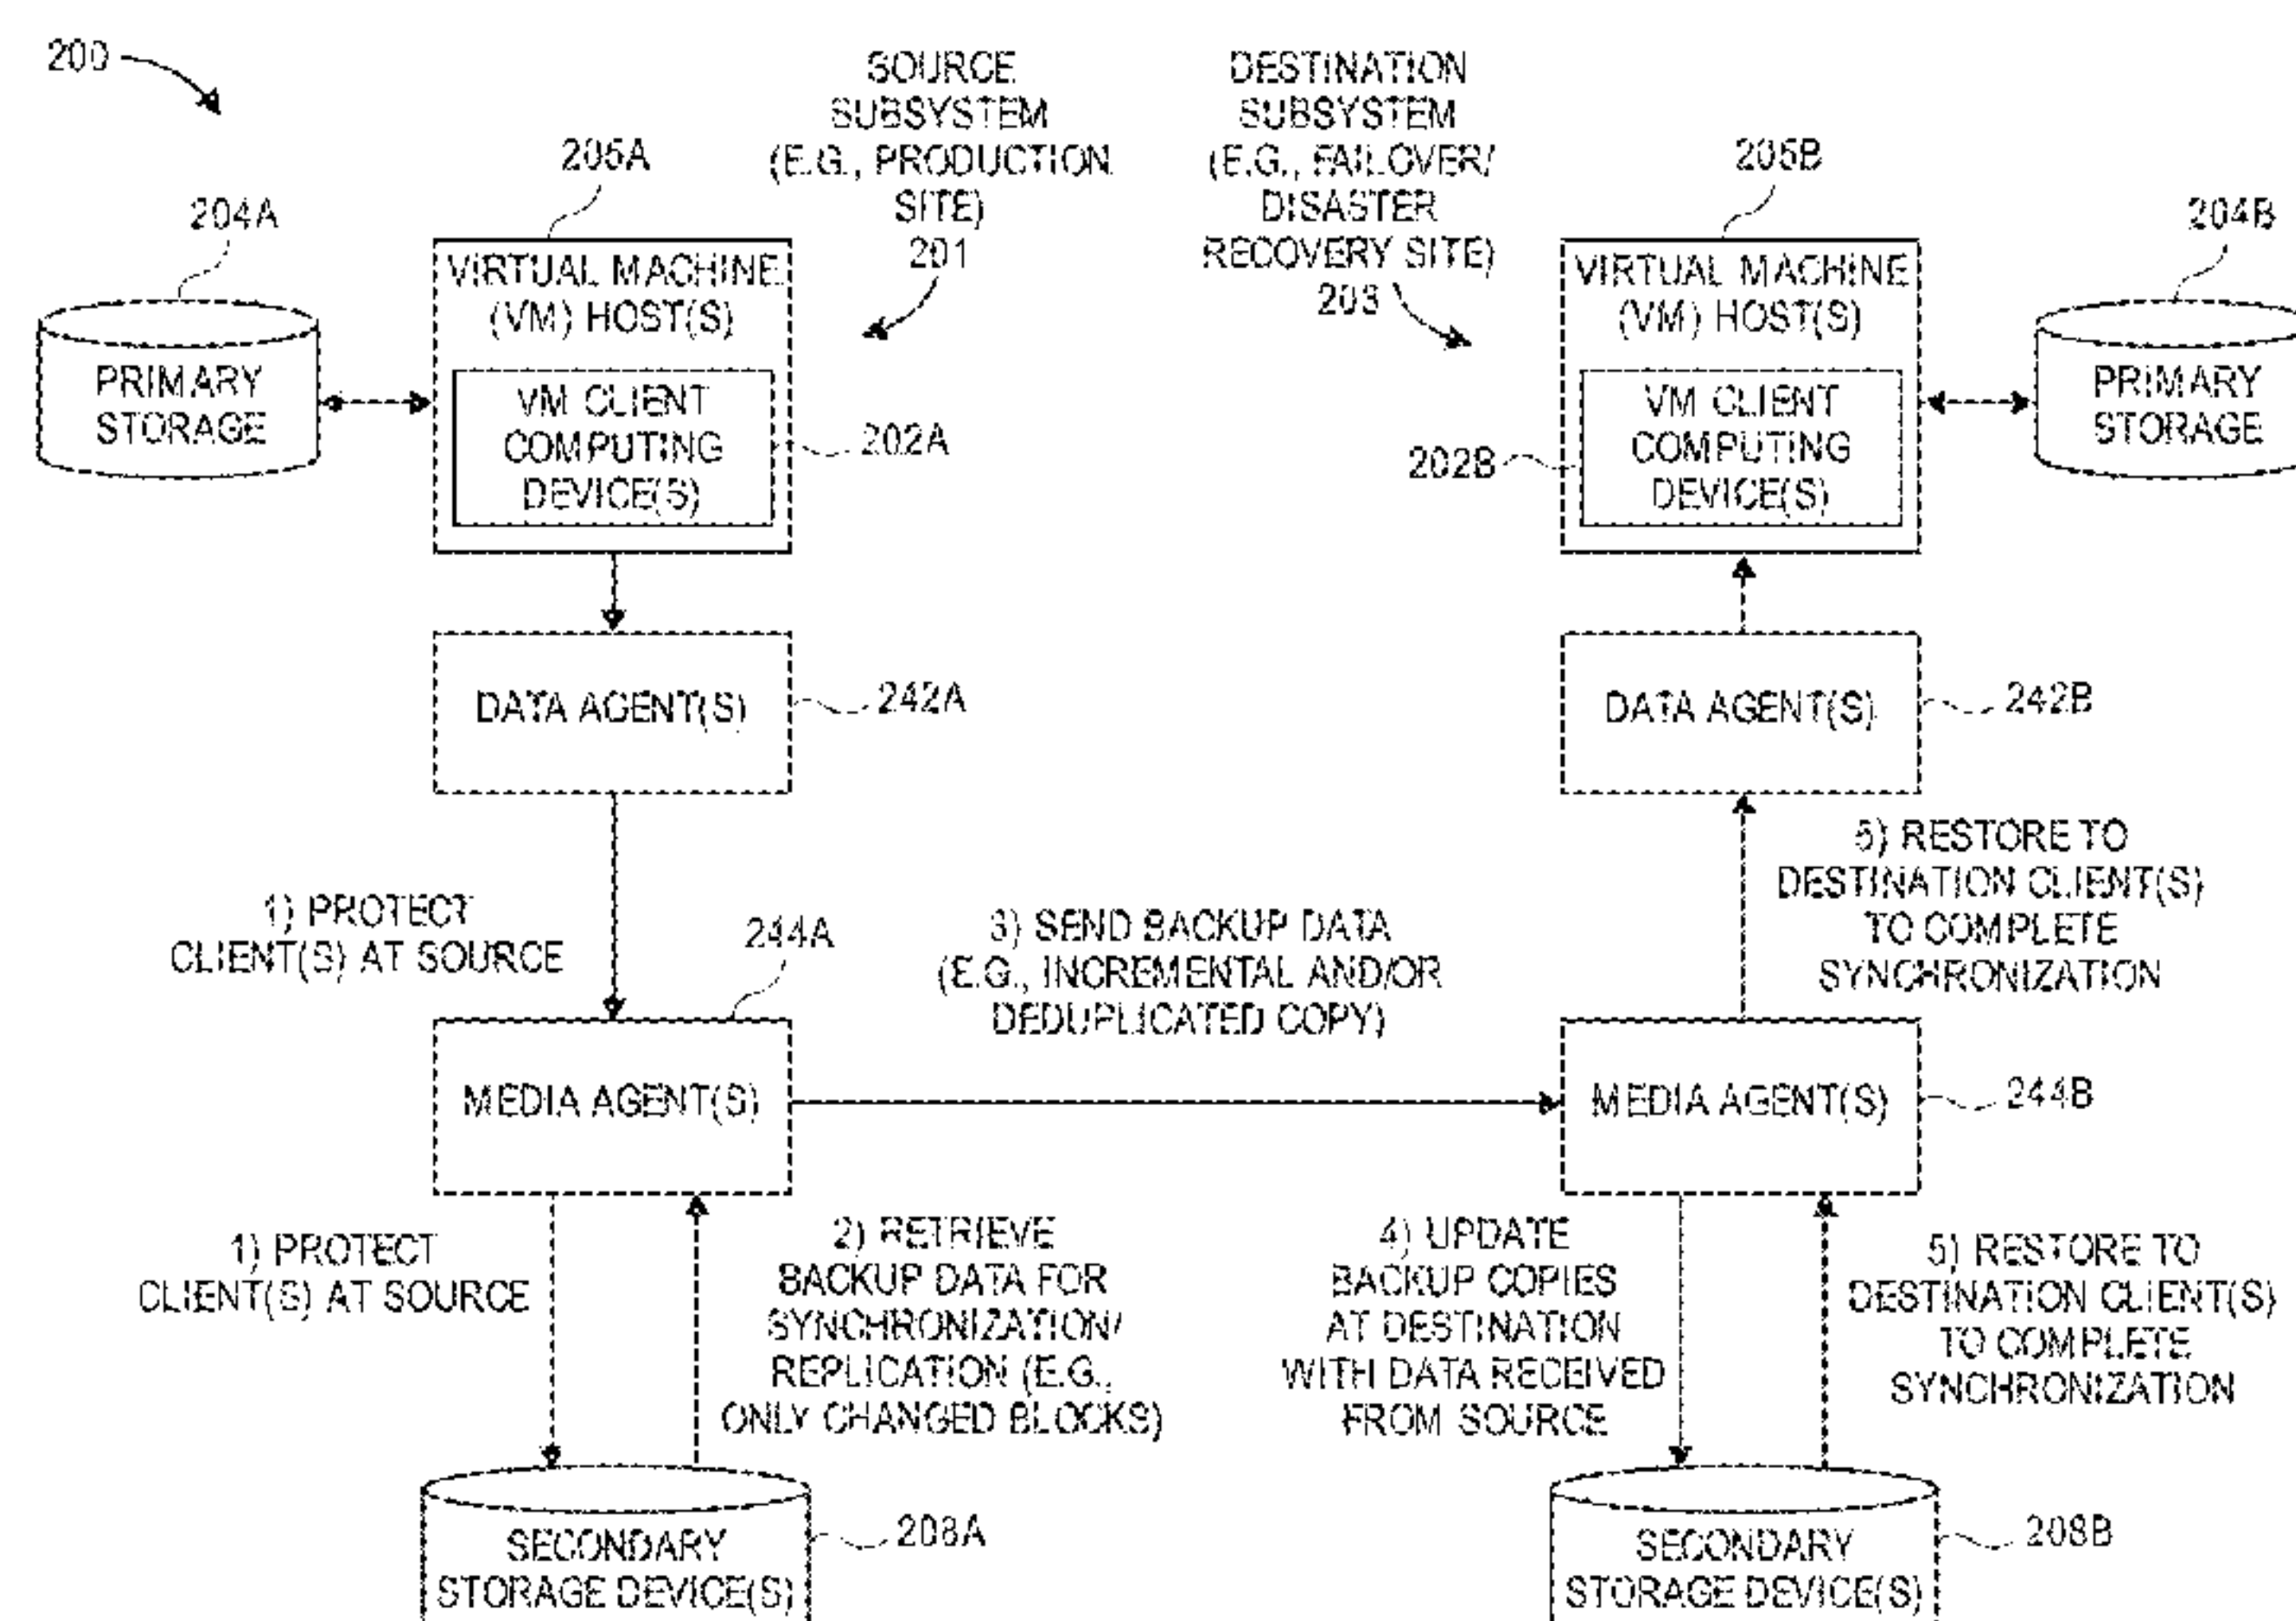 200
SOURCE
SUBSYSTEM
(E.G., PRODUCTION
SITE)
201
DESTINATION
SUBSYSTEM
(E.G., FAILOVER/
DISASTER
RECOVERY SITE)
203
204A
205A
205B
204B
PRIMARY
STORAGE
VIRTUAL MACHINE
(VM) HOST(S)
VM CLIENT
COMPUTING
DEVICE(S)
202A
VIRTUAL MACHINE
(VM) HOST(S)
202B
VM CLIENT
COMPUTING
DEVICE(S)
PRIMARY
STORAGE
DATA AGENT(S)
242A
DATA AGENT(S)
242B
1) PROTECT
CLIENT(S) AT SOURCE
244A
3) SEND BACKUP DATA
(E.G., INCREMENTAL AND/OR
DEDUPLICATED COPY)
5) RESTORE TO
DESTINATION CLIENT(S)
TO COMPLETE
SYNCHRONIZATION
MEDIA AGENT(S)
MEDIA AGENT(S)
244B
1) PROTECT
CLIENT(S) AT SOURCE
2) RETRIEVE
BACKUP DATA FOR
SYNCHRONIZATION/
REPLICATION (E.G.,
ONLY CHANGED BLOCKS)
4) UPDATE
BACKUP COPIES
AT DESTINATION
WITH DATA RECEIVED
FROM SOURCE
5) RESTORE TO
DESTINATION CLIENT(S)
TO COMPLETE
SYNCHRONIZATION
SECONDARY
STORAGE DEVICE(S)
208A
SECONDARY
STORAGE DEVICE(S)
208B